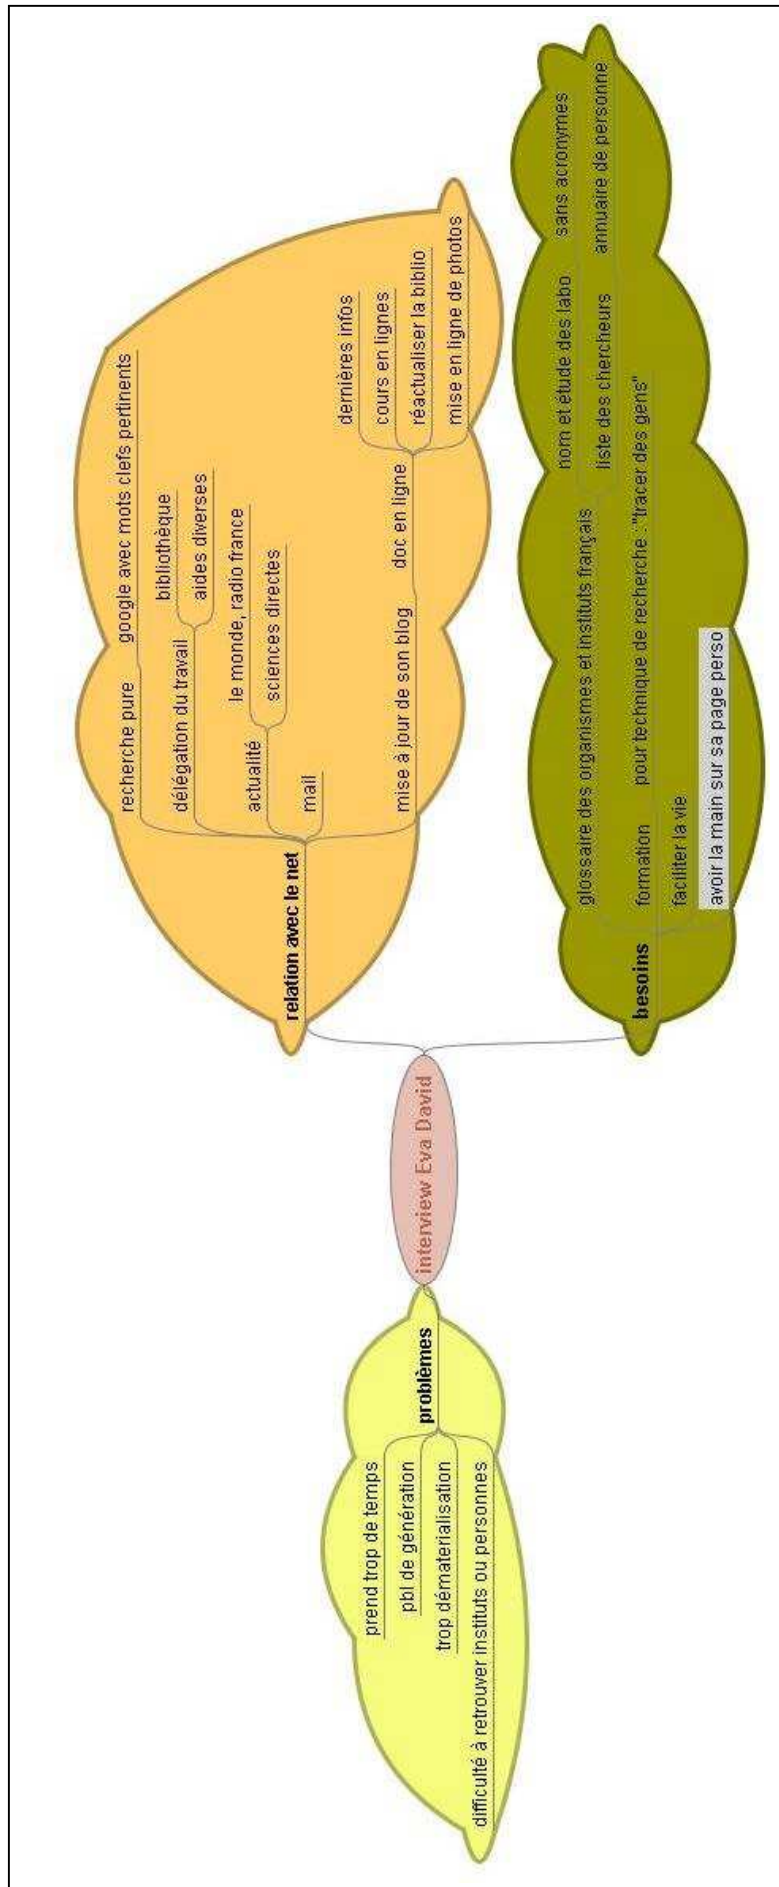 interview Eva David
relation avec le net
recherche pure
google avec mots clefs pertinents
délégation du travail
bibliothèque
aides diverses
actualité
le monde, radio france
sciences directes
mail
mise à jour de son blog
doc en ligne
dernières infos
cours en lignes
réactualiser la biblio
mise en ligne de photos
besoins
glossaire des organismes et instituts français
nom et étude des labo
sans acronymes
liste des chercheurs
annuaire de personne
formation
pour technique de recherche : "tracer des gens"
faciliter la vie
avoir la main sur sa page perso
problèmes
prend trop de temps
pbl de génération
trop dématerialisation
difficulté à retrouver instituts ou personnes